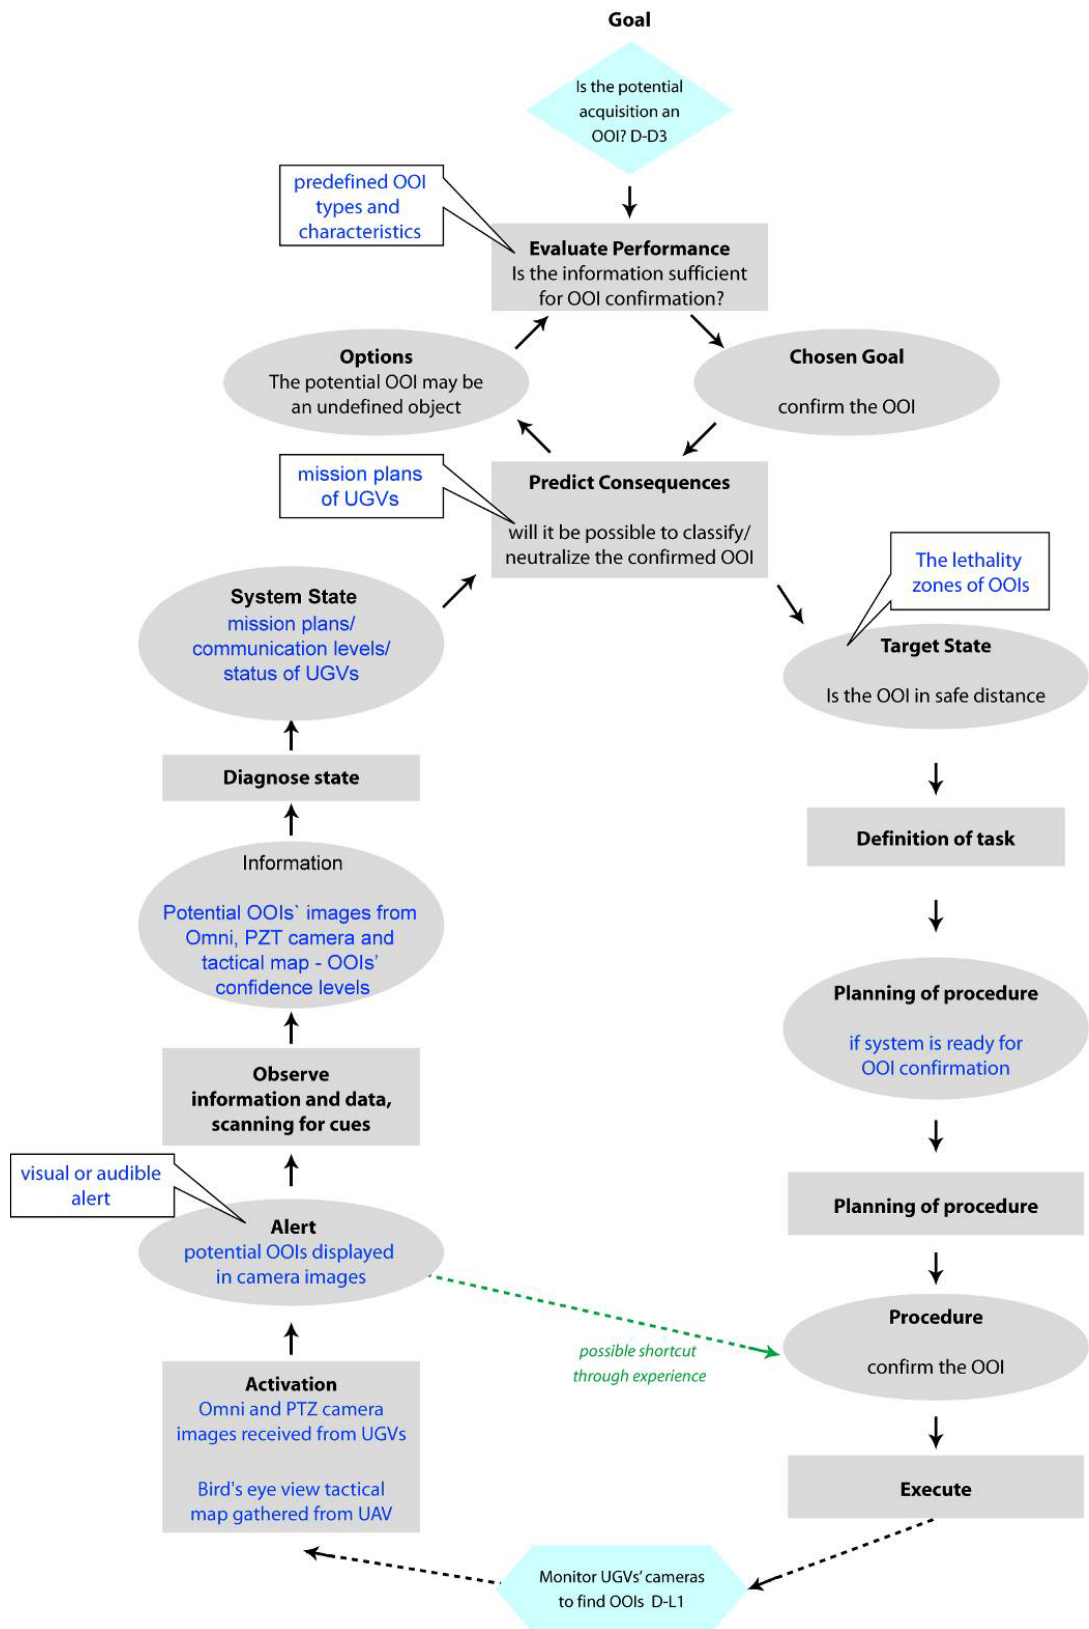 Goal
Is the potential
acquisition an
OOI? D-D3
predefined OOI
types and
characteristics
Evaluate Performance
Is the information sufficient
for OOI confirmation?
Options
The potential OOI may be
an undefined object
Chosen Goal
confirm the OOI
mission plans
of UGVs
Predict Consequences
will it be possible to classify/
neutralize the confirmed OOI
The lethality
zones of OOIs
System State
mission plans/
communication levels/
status of UGVs
Target State
Is the OOI in safe distance
Diagnose state
Definition of task
Information
Potential OOIs` images from
Omni, PZT camera and
tactical map - OOIs'
confidence levels
Planning of procedure
if system is ready for
OOI confirmation
Observe
information and data,
scanning for cues
visual or audible
alert
Alert
potential OOIs displayed
in camera images
Planning of procedure
possible shortcut
through experience
Procedure
confirm the OOI
Activation
Omni and PTZ camera
images received from UGVs
Bird's eye view tactical
map gathered from UAV
Execute
Monitor UGVs' cameras
to find OOIs D-L1